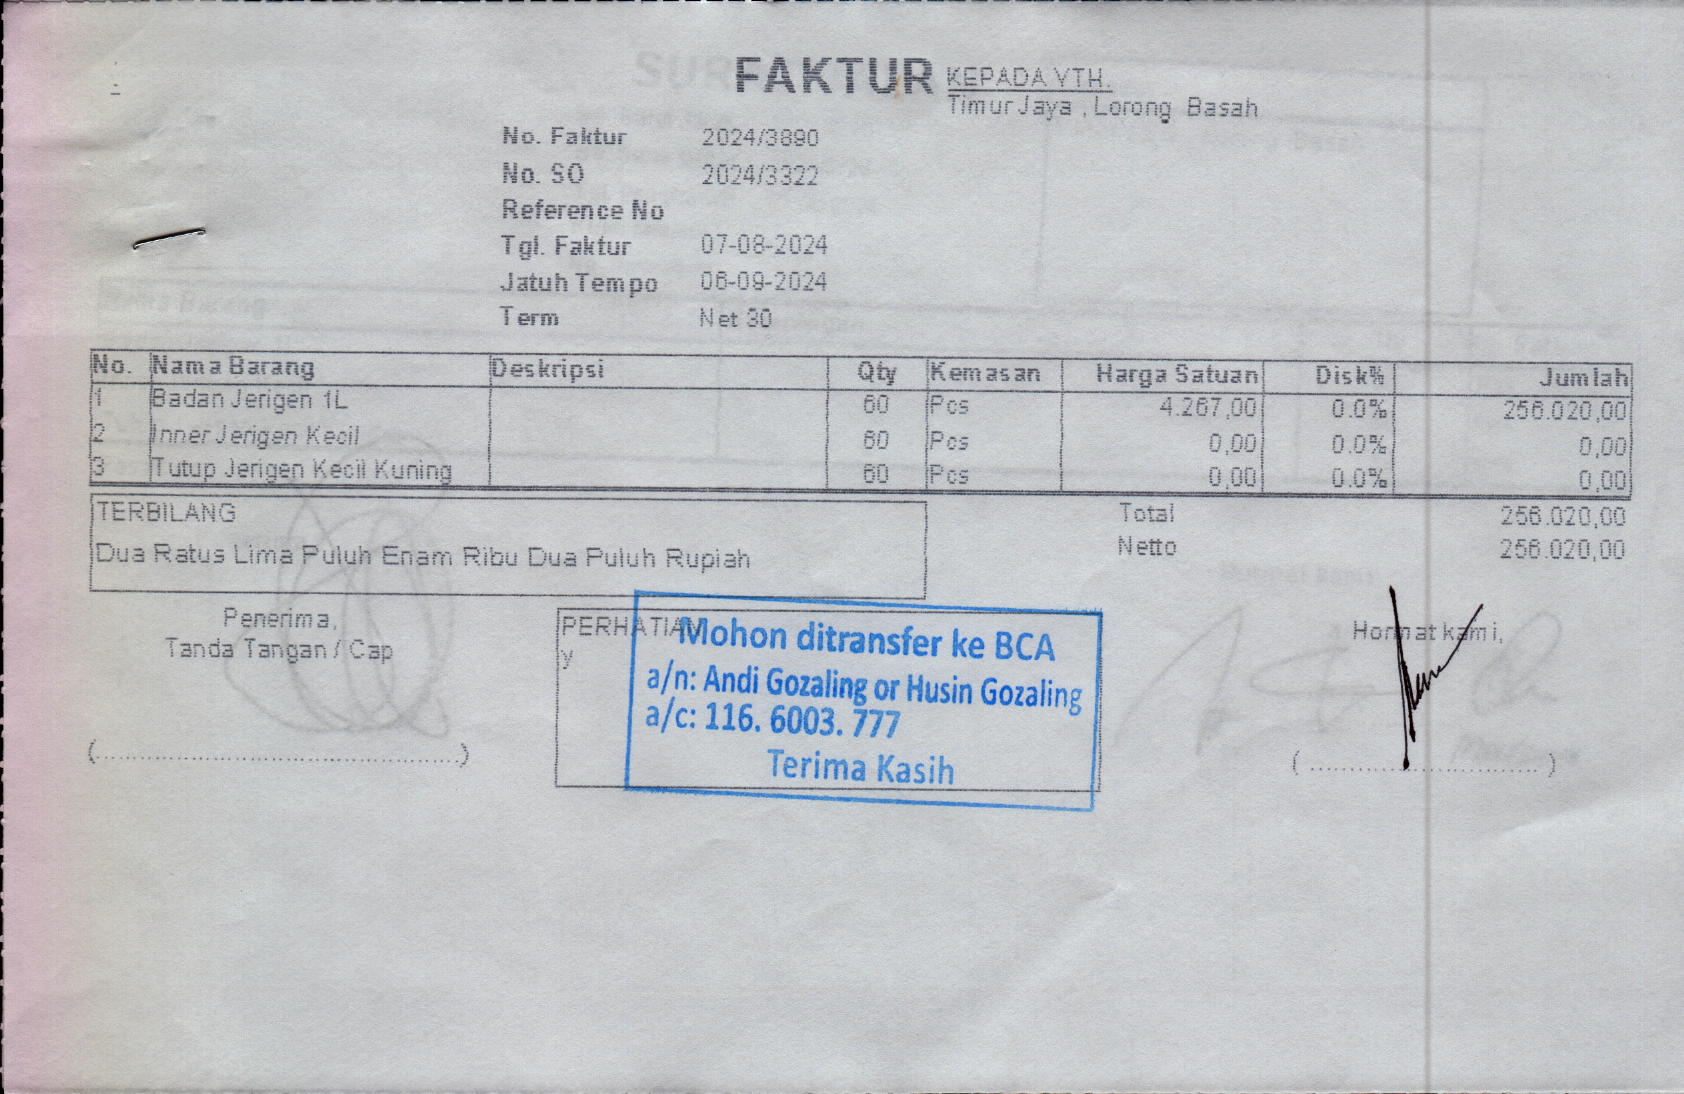 FAKTUR
KEPADA YTH.
Timur Jaya , Lorong Basah
No. Faktur 2024/3890
No. SO 2024/3322
Reference No
Tgl. Faktur 07-08-2024
Jatuh Tempo 06-09-2024
Term Net 30
No. Nama Barang Deskripsi Qty Kemasan Harga Satuan Disk% Jumlah
1 Badan Jerigen 1L 60 Pcs 4.267,00 0.0% 256.020,00
2 Inner Jerigen Kecil 60 Pcs 0,00 0.0% 0,00
3 Tutup Jerigen Kecil Kuning 60 Pcs 0,00 0.0% 0,00
TERBILANG
Dua Ratus Lima Puluh Enam Ribu Dua Puluh Rupiah
Total 256.020,00
Netto 256.020,00
Penerima,
Tanda Tangan / Cap
(..............................................)
PERHATIAN
y
Mohon ditransfer ke BCA
a/n: Andi Gozaling or Husin Gozaling
a/c: 116. 6003. 777
Terima Kasih
Hormat kami,
( ............................. )